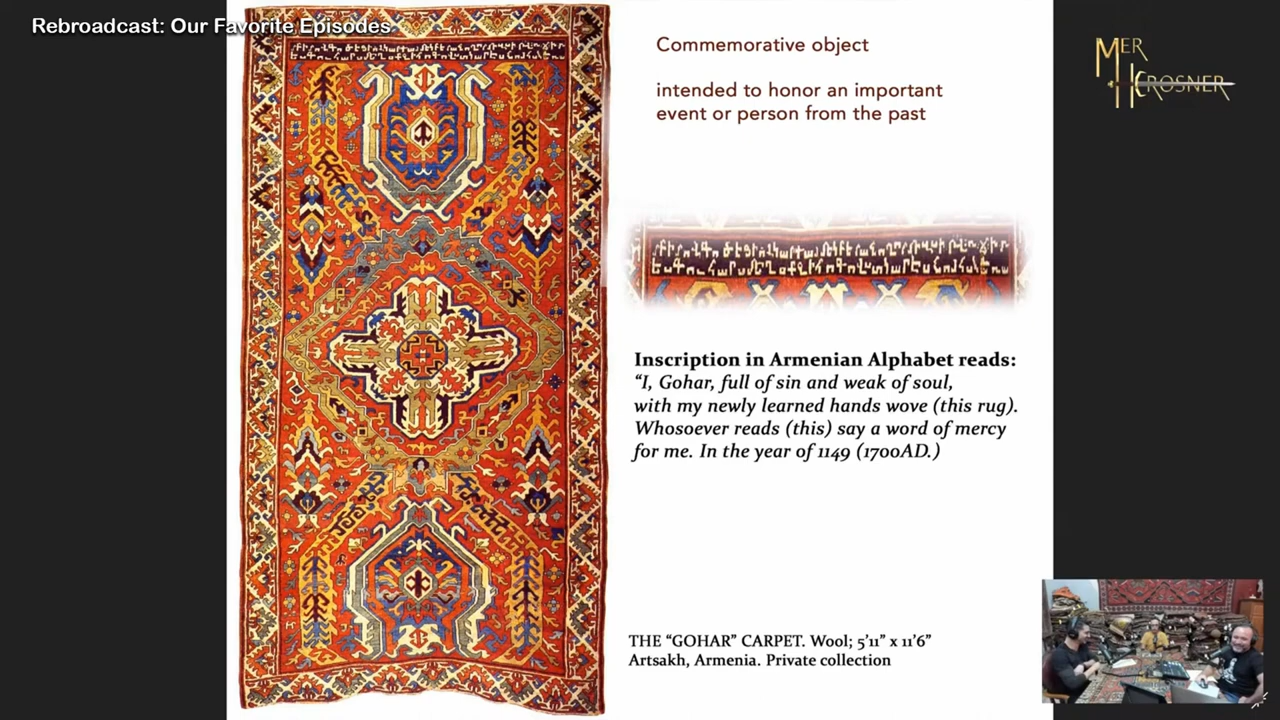 Rebroadcast: Our Favorite Episodes
Commemorative object
intended to honor an important
event or person from the past
MER
HEROSNER
Inscription in Armenian Alphabet reads:
“I, Gohar, full of sin and weak of soul,
with my newly learned hands wove (this rug).
Whosoever reads (this) say a word of mercy
for me. In the year of 1149 (1700AD.)
THE “GOHAR” CARPET. Wool; 5’11” x 11’6”
Artsakh, Armenia. Private collection